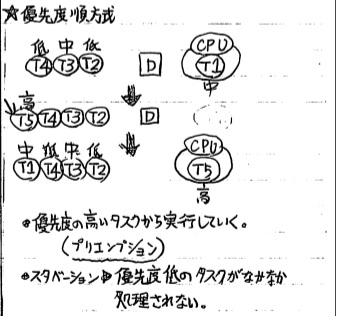 ☆優先度順方式
低 中 低
T4 T3 T2 D CPU T1
中
高
T5 T4 T3 T2 D
中 低 中 低
T1 T4 T3 T2 CPU T5
高
◎優先度の高いタスクから実行していく。
(プリエンプション)
◎スタベーション⇒優先度低のタスクがなかなか
処理されない。